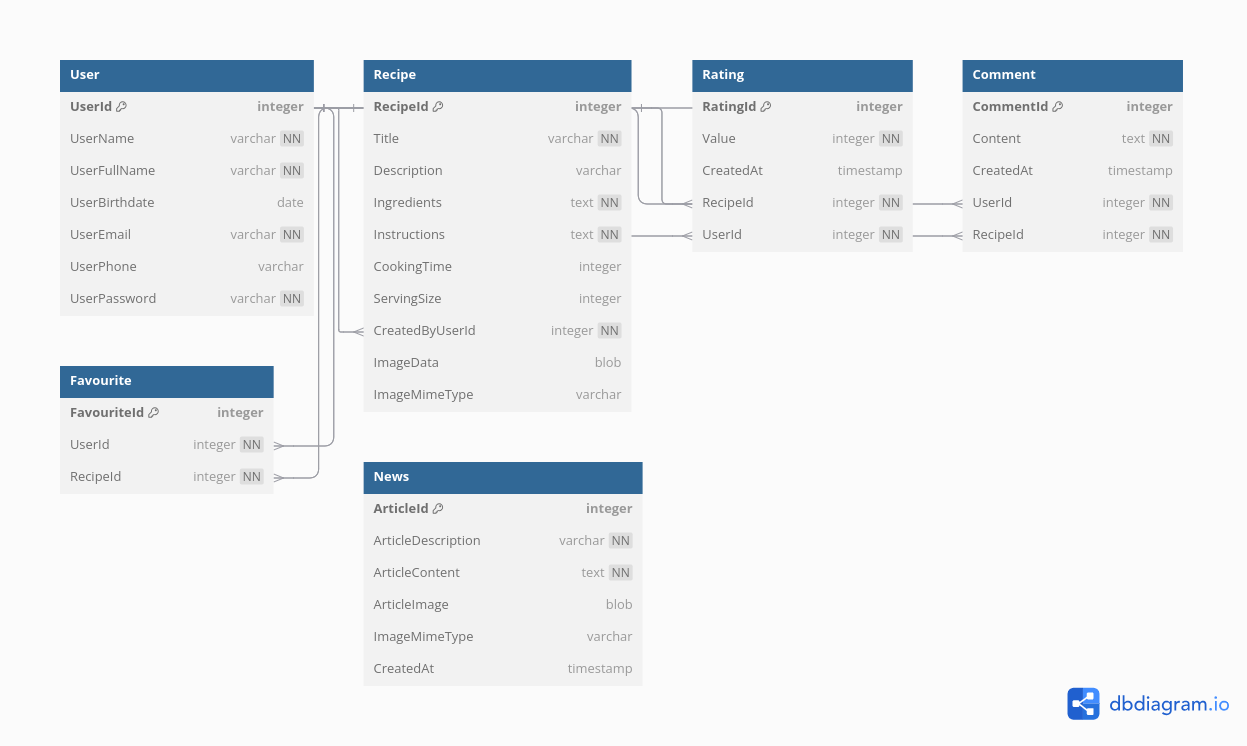 User
UserId integer
UserName varchar NN
UserFullName varchar NN
UserBirthdate date
UserEmail varchar NN
UserPhone varchar
UserPassword varchar NN
Recipe
RecipeId integer
Title varchar NN
Description varchar
Ingredients text NN
Instructions text NN
CookingTime integer
ServingSize integer
CreatedByUserId integer NN
ImageData blob
ImageMimeType varchar
Rating
RatingId integer
Value integer NN
CreatedAt timestamp
RecipeId integer NN
UserId integer NN
Comment
CommentId integer
Content text NN
CreatedAt timestamp
UserId integer NN
RecipeId integer NN
Favourite
FavouriteId integer
UserId integer NN
RecipeId integer NN
News
ArticleId integer
ArticleDescription varchar NN
ArticleContent text NN
ArticleImage blob
ImageMimeType varchar
CreatedAt timestamp
dbdiagram.io